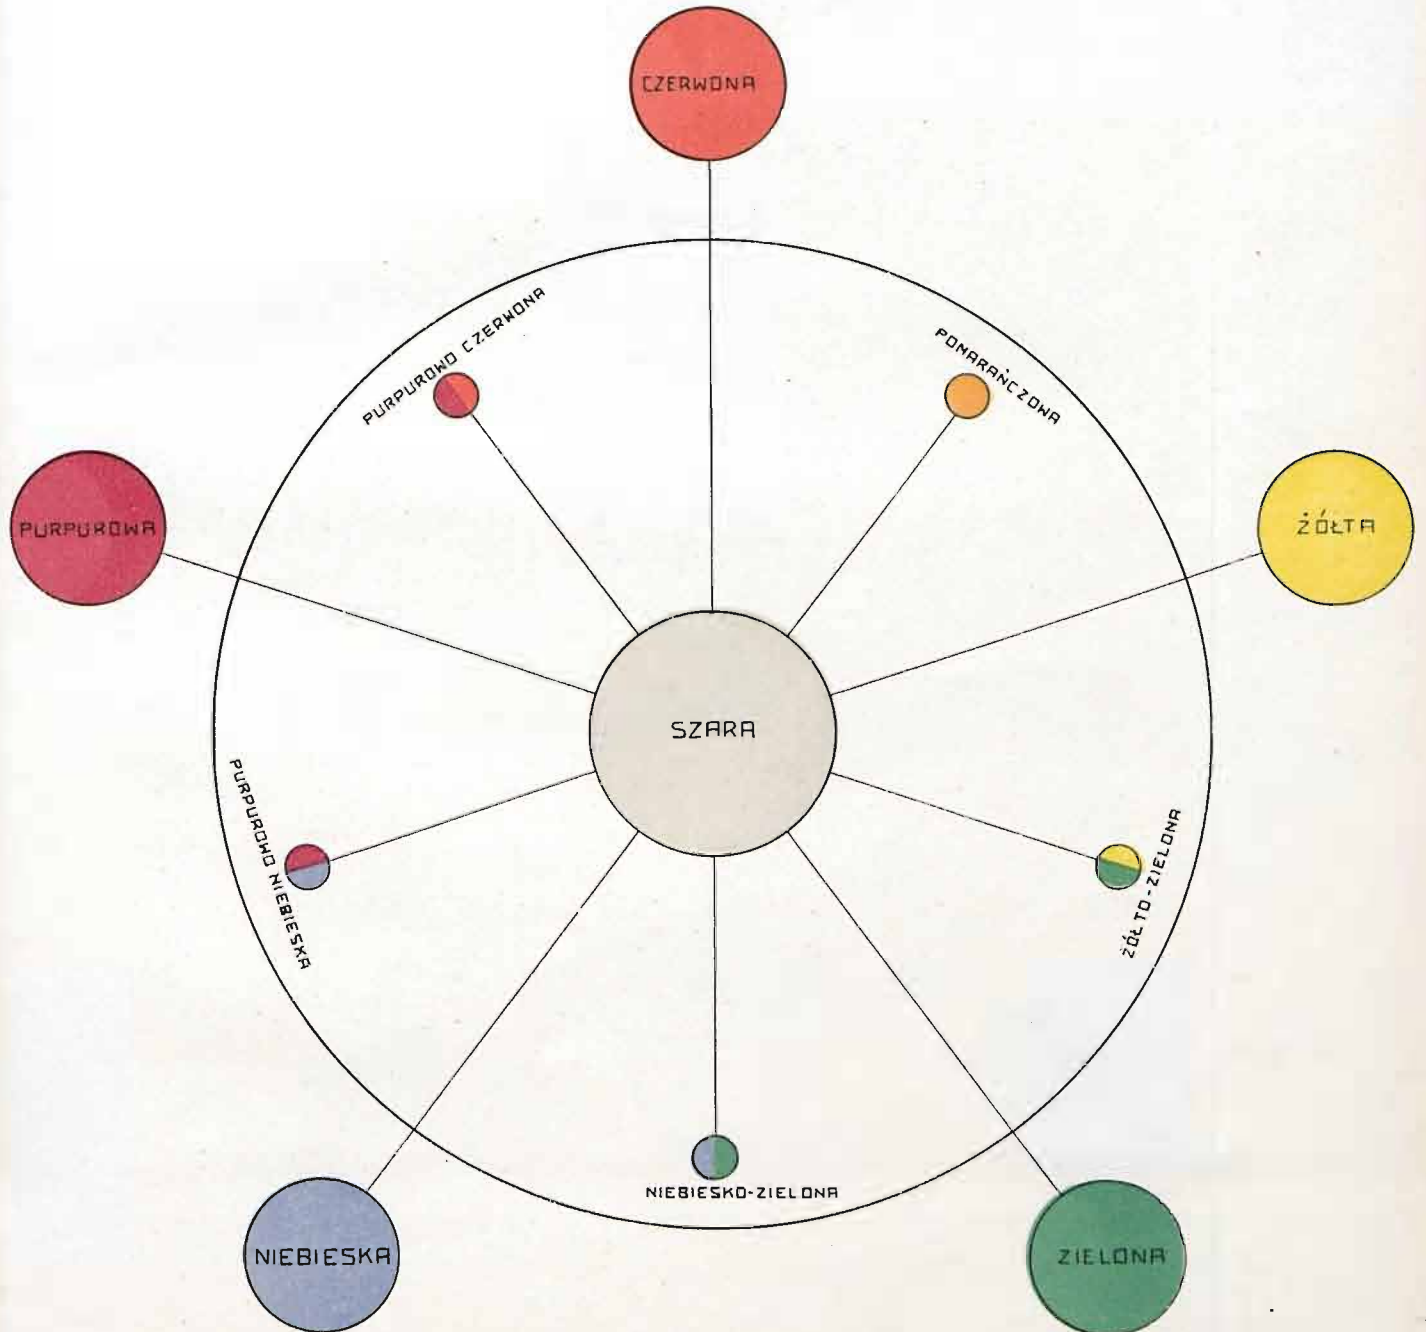 CZERWONA
PURPUROWO CZERWONA
POMARAŃCZOWA
PURPUROWA
ŻÓŁTA
SZARA
PURPUROWO NIEBIESKA
ŻÓŁTO-ZIELONA
NIEBIESKO-ZIELONA
NIEBIESKA
ZIELONA